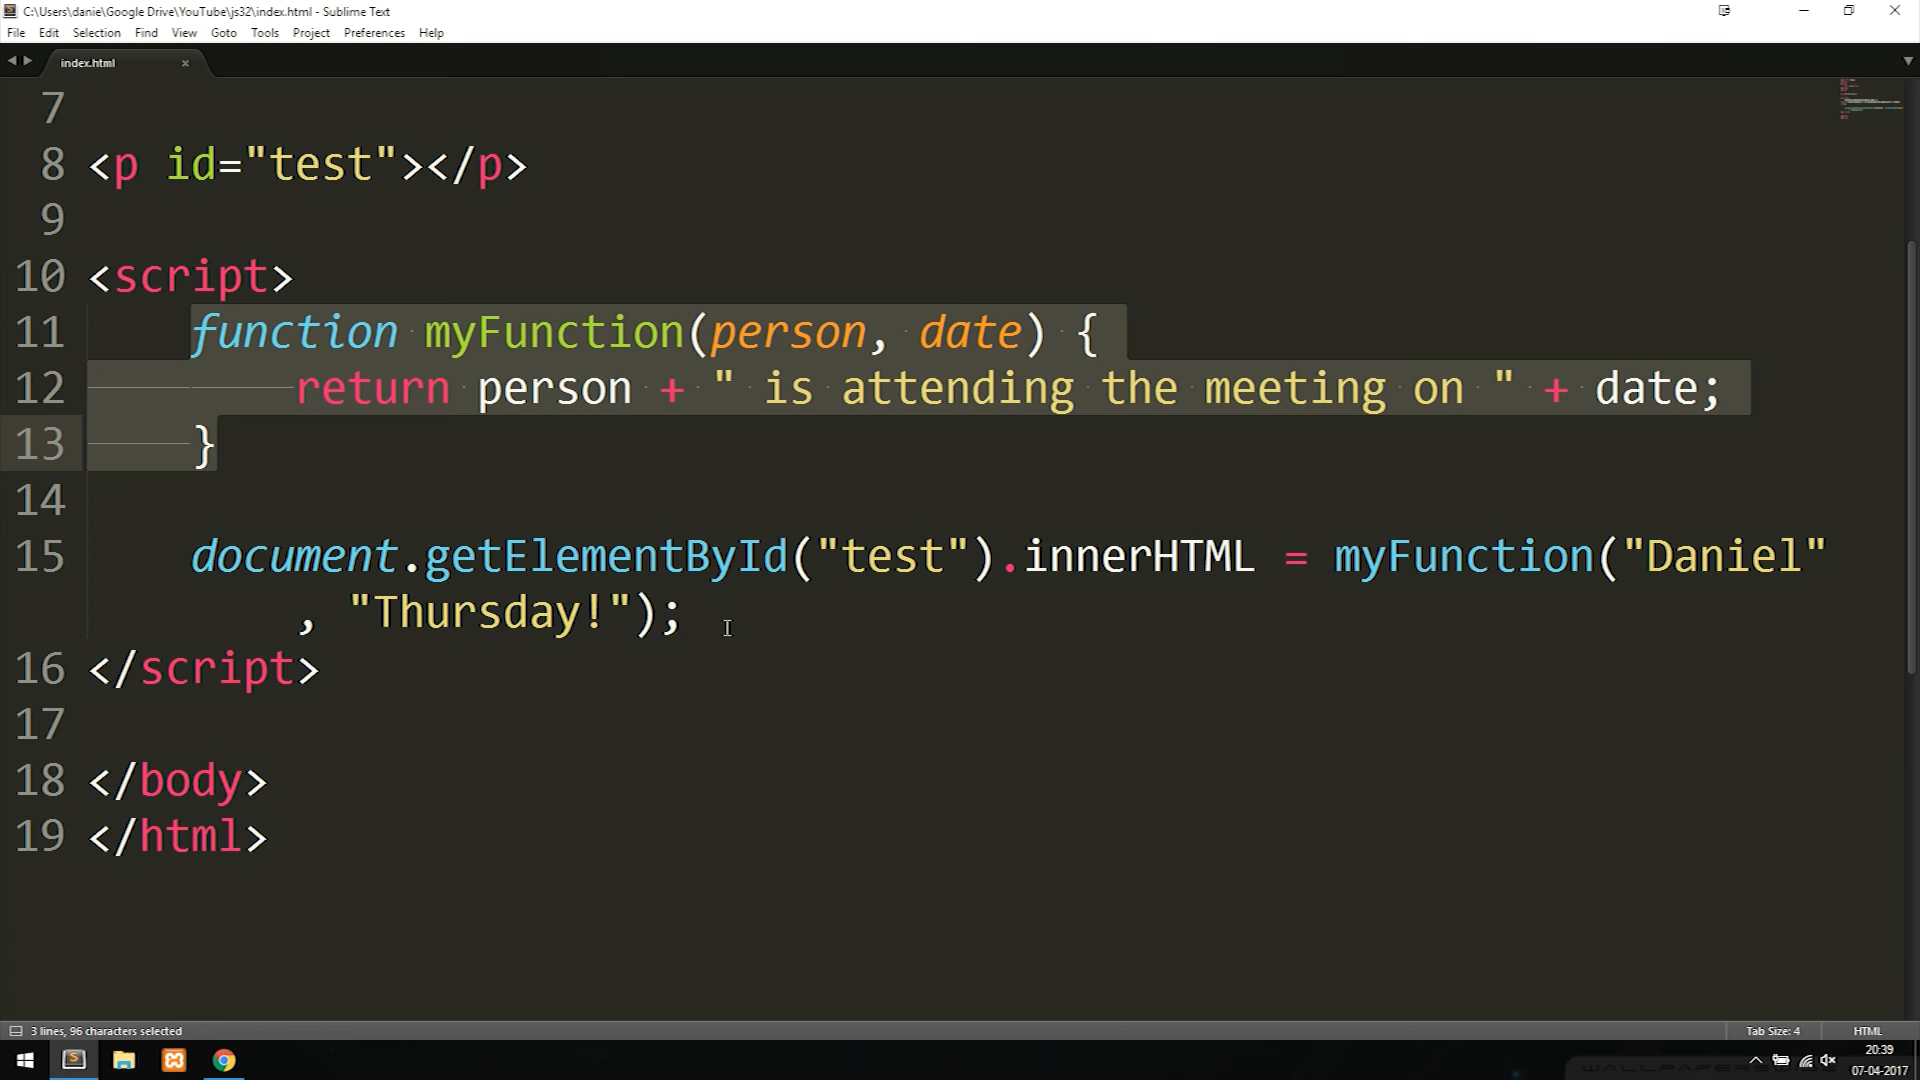 C:\Users\danie\Google Drive\YouTube\js32\index.html - Sublime Text
File Edit Selection Find View Goto Tools Project Preferences Help
index.html
7
8 <p id="test"></p>
9
10 <script>
11 function myFunction(person, date) {
12 return person + " is attending the meeting on " + date;
13 }
14
15 document.getElementById("test").innerHTML = myFunction("Daniel"
, "Thursday!");
16 </script>
17
18 </body>
19 </html>
3 lines, 96 characters selected Tab Size: 4 HTML
20:39
07-04-2017